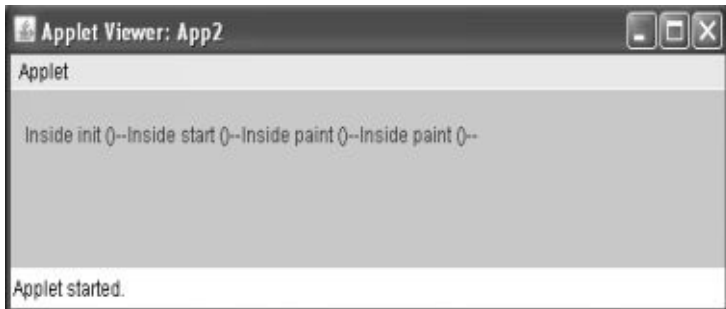 Applet Viewer: App2
Applet
Inside init ()--Inside start ()--Inside paint ()--Inside paint ()--
Applet started.